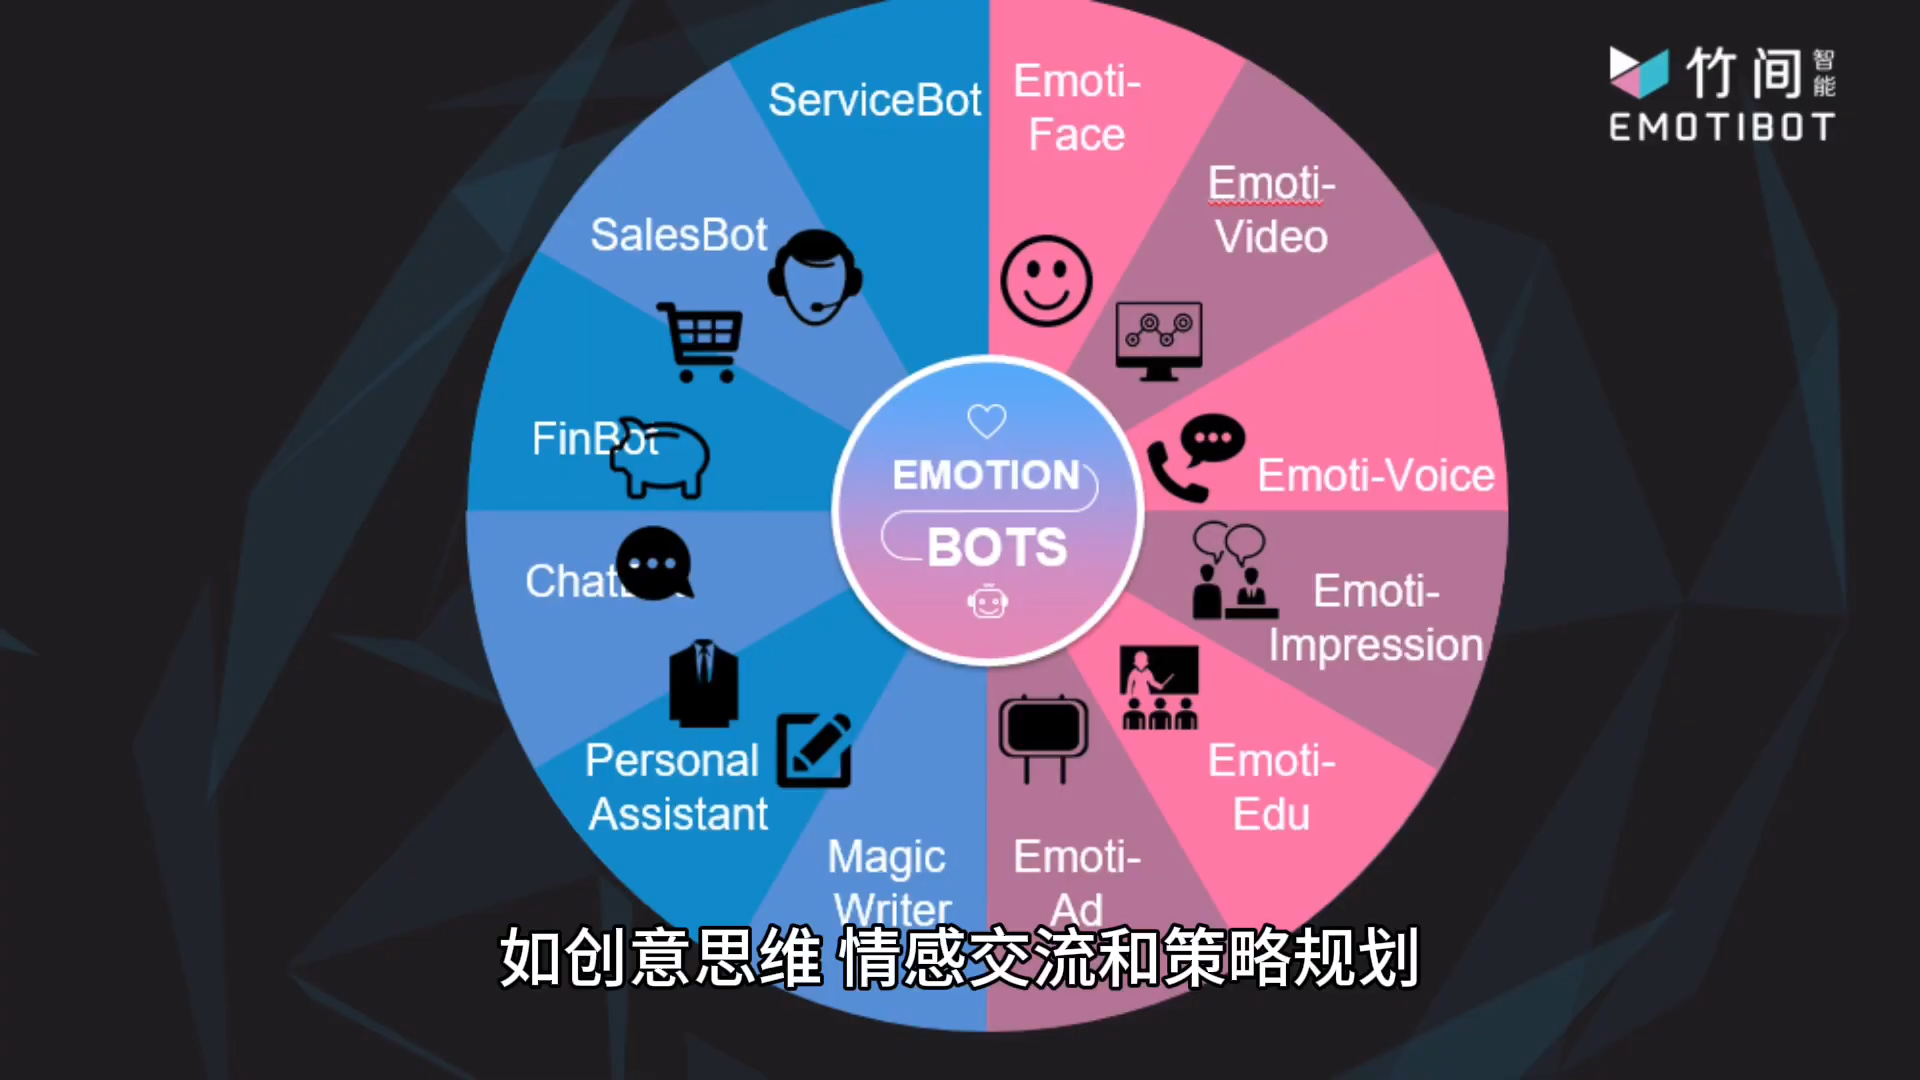 竹间智能
EMOTIBOT
ServiceBot
Emoti-
Face
Emoti-
Video
SalesBot
FinBot
Emoti-Voice
EMOTION
BOTS
Emoti-
Impression
Personal
Assistant
Emoti-
Edu
Magic
Writer
Emoti-
Ad
如创意思维 情感交流和策略规划